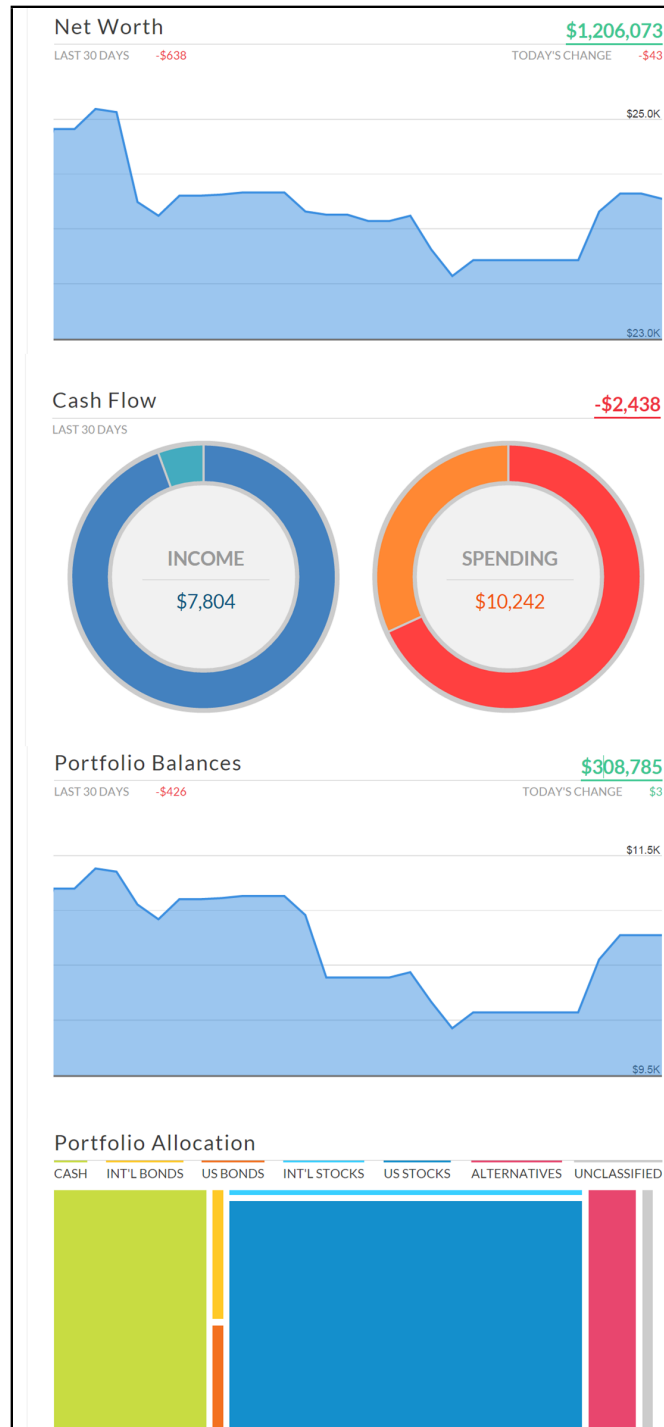 Net Worth $1,206,073
LAST 30 DAYS -$638 TODAY'S CHANGE -$43
$25.0K
$23.0K
Cash Flow -$2,438
LAST 30 DAYS
INCOME
$7,804
SPENDING
$10,242
Portfolio Balances $308,785
LAST 30 DAYS -$426 TODAY'S CHANGE $3
$11.5K
$9.5K
Portfolio Allocation
CASH INT'L BONDS US BONDS INT'L STOCKS US STOCKS ALTERNATIVES UNCLASSIFIED